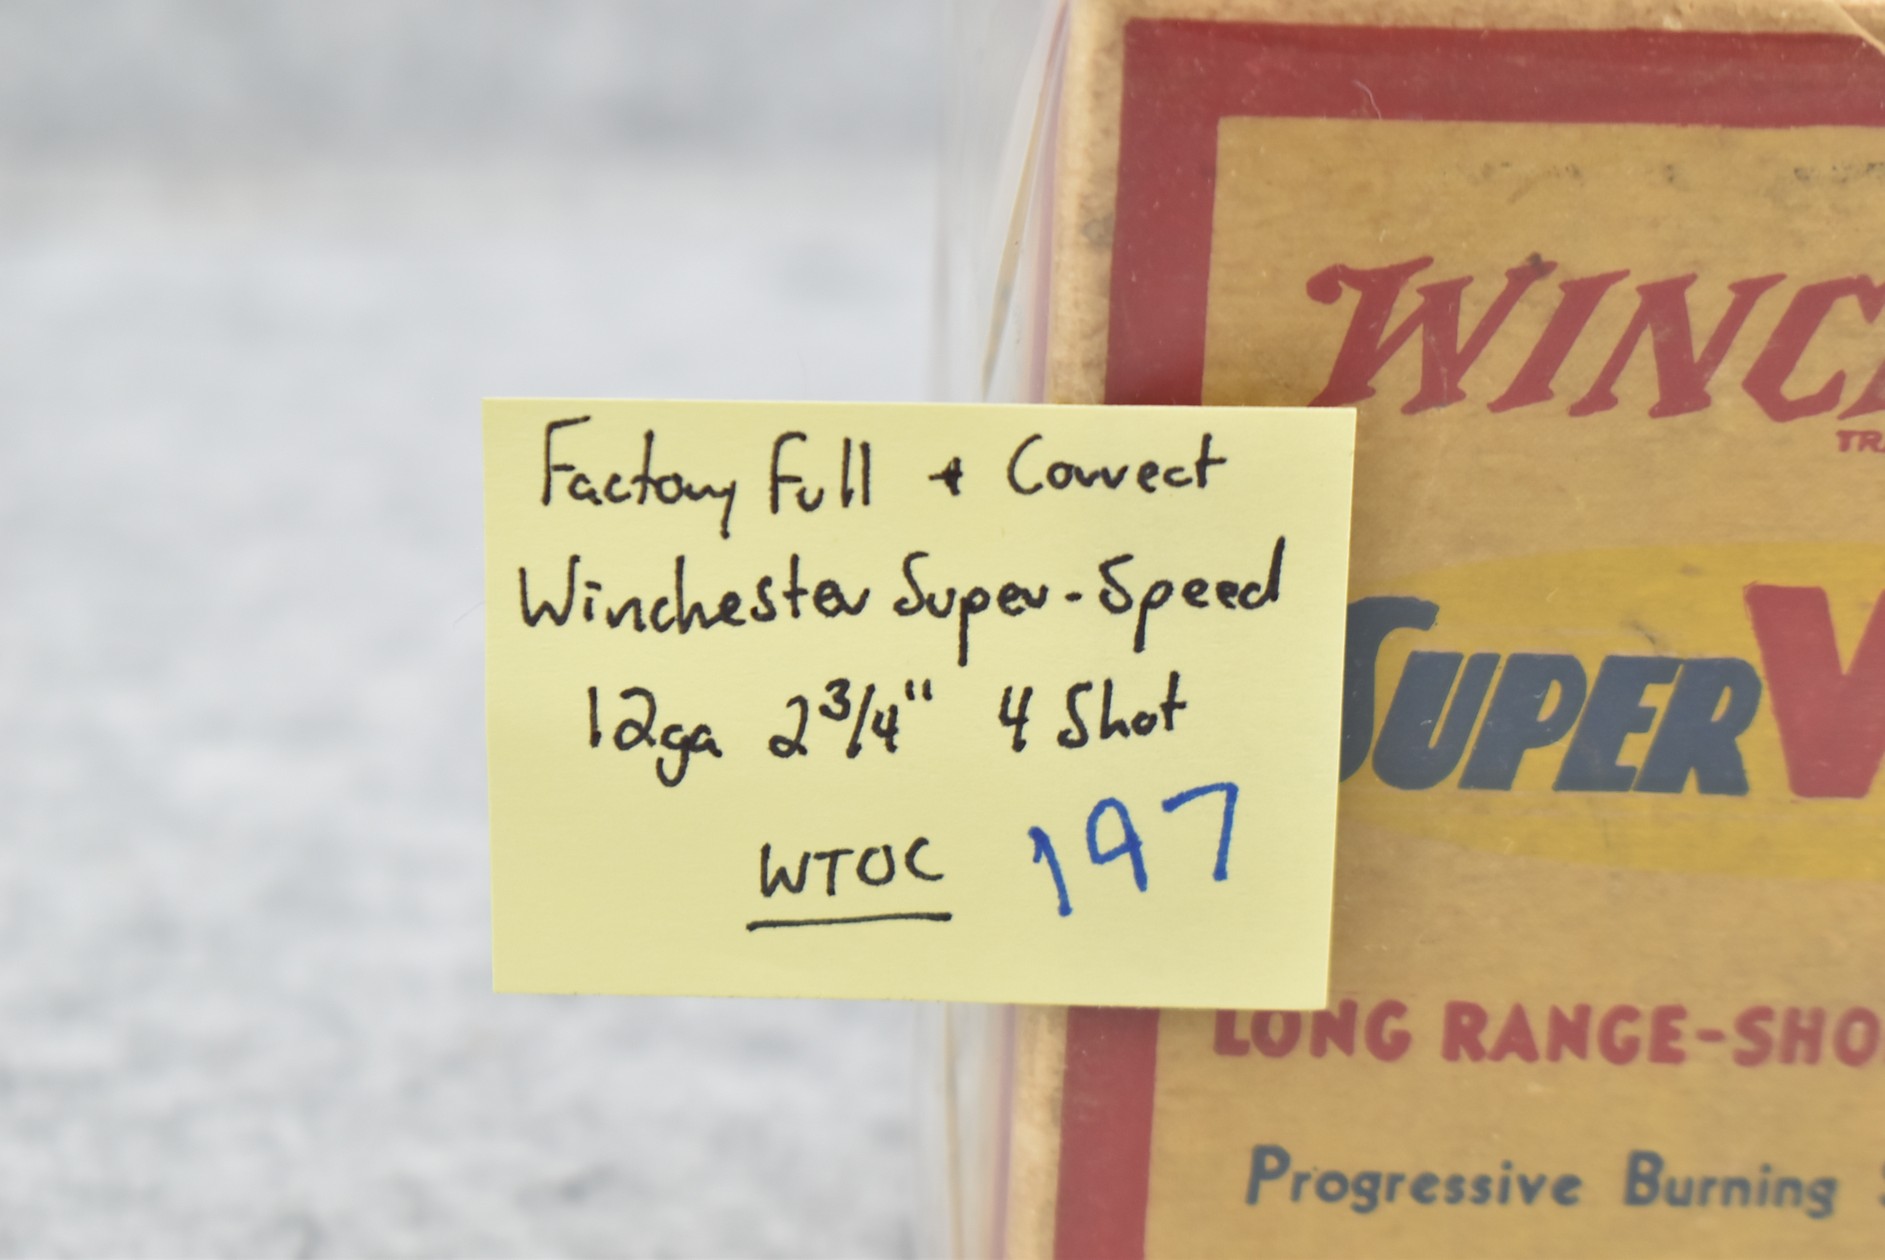 Factory Full + Correct
Winchester Super-Speed
12ga 2 3/4" 4 Shot
WTOC 197
WINC
TRA
SUPER
LONG RANGE-SHO
Progressive Burning S